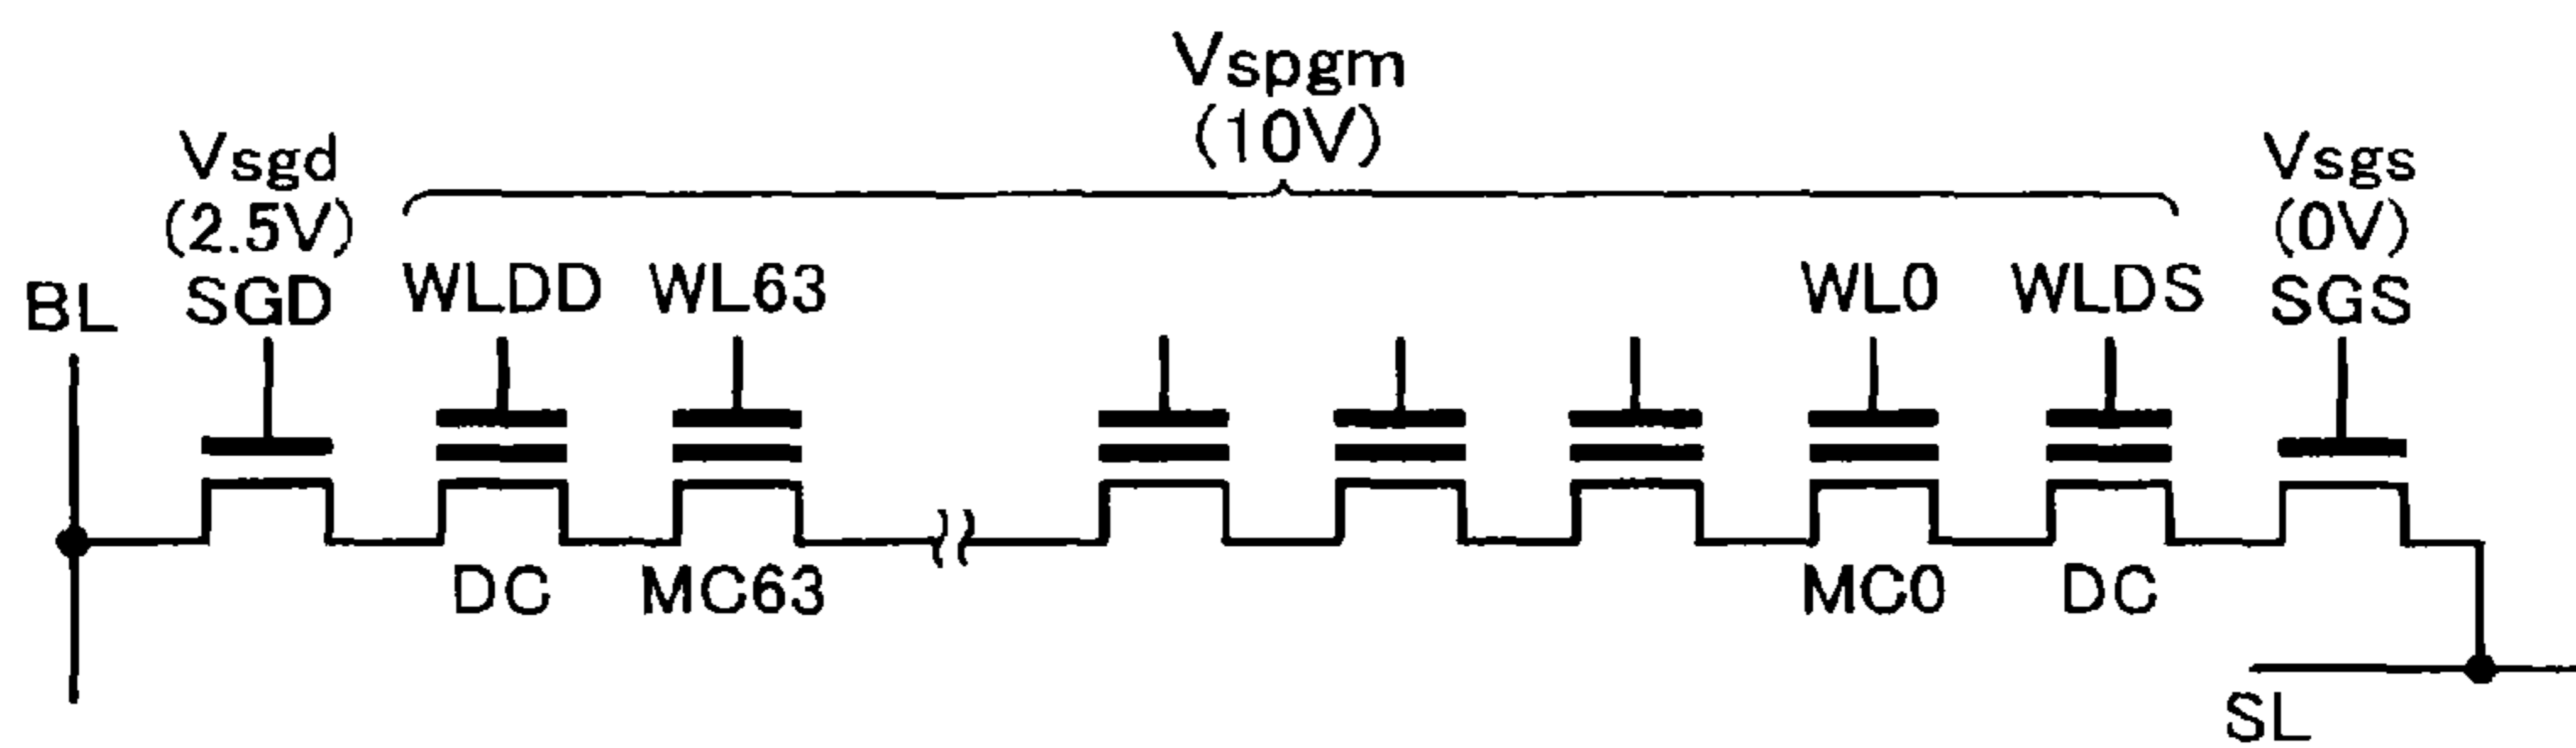 Vspgm
(10V)
Vsgd
(2.5V)
Vsgs
(0V)
BL SGD WLDD WL63 WL0 WLDS SGS
DC MC63 MC0 DC
SL